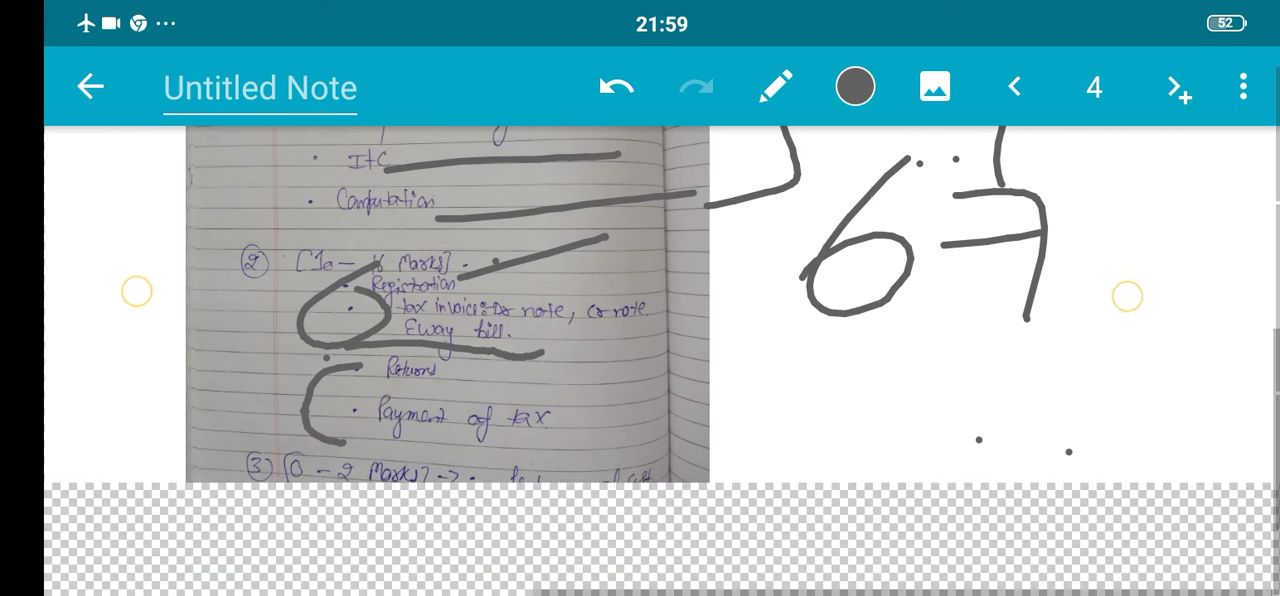 21:59
52
Untitled Note
4
• ItC
• Computation
② [10 - Marks] -
• Registration
• tax invoice Dr note, cr note.
Eway bill.
• Returns
• Payment of tax
67
③ [0 - 2 Marks] ->